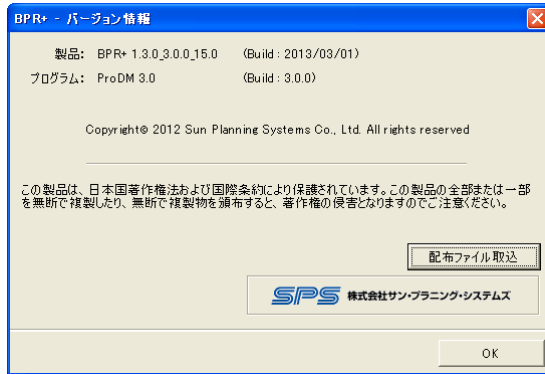 BPR+ - バージョン情報
製品: BPR+ 1.3.0_3.0.0_15.0 (Build : 2013/03/01)
プログラム: ProDM 3.0 (Build : 3.0.0)
Copyright© 2012 Sun Planning Systems Co., Ltd. All rights reserved
この製品は、日本国著作権法および国際条約により保護されています。この製品の全部または一部
を無断で複製したり、無断で複製物を頒布すると、著作権の侵害となりますのでご注意ください。
配布ファイル取込
SPS 株式会社サン・プラニング・システムズ
OK